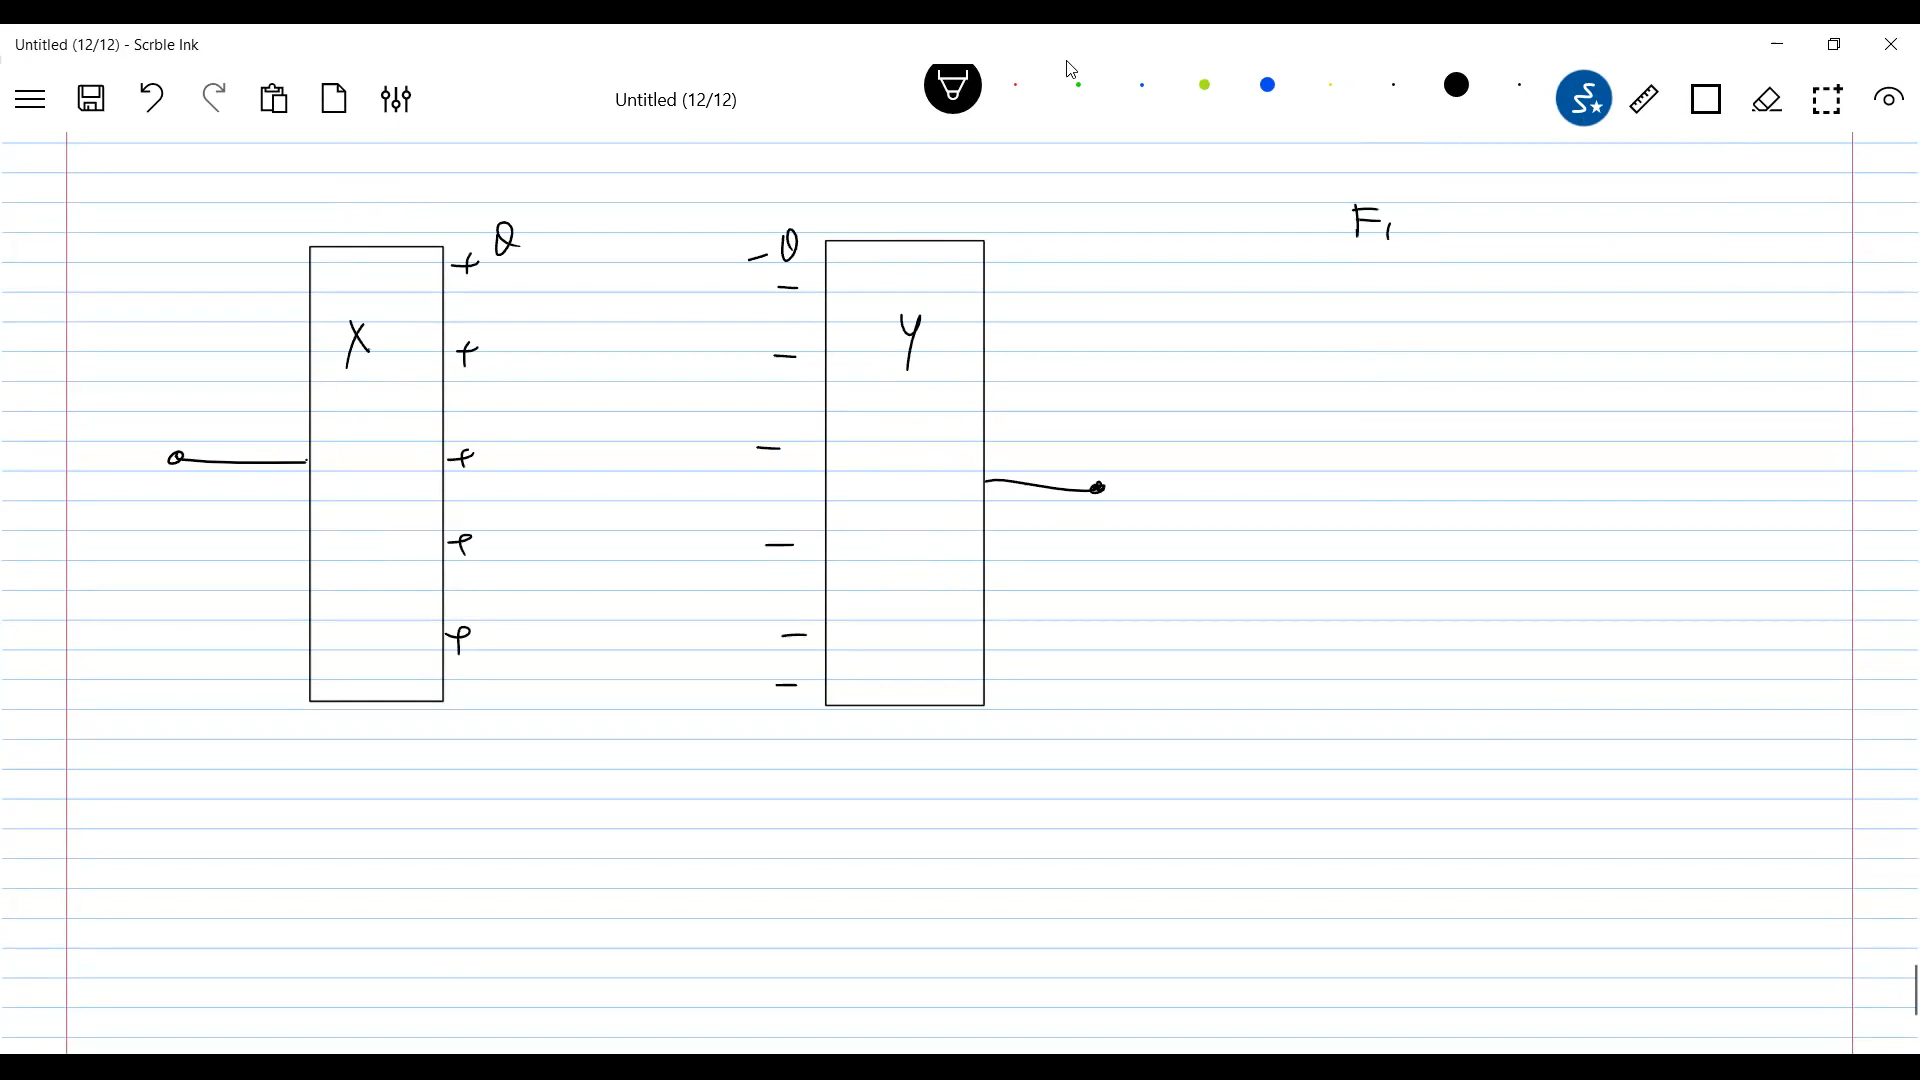 Untitled (12/12) - Scrble Ink
Untitled (12/12)
F₁
+ Q
- Q
X
Y
+
+
+
+
-
-
-
-
-
-